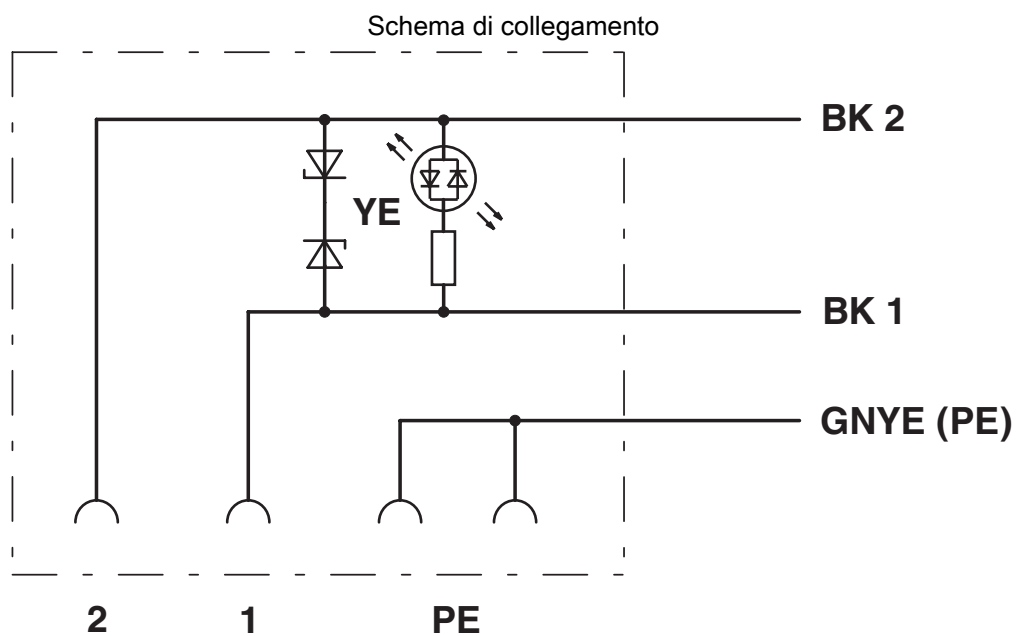 Schema di collegamento
BK 2
YE
BK 1
GNYE (PE)
2 1 PE